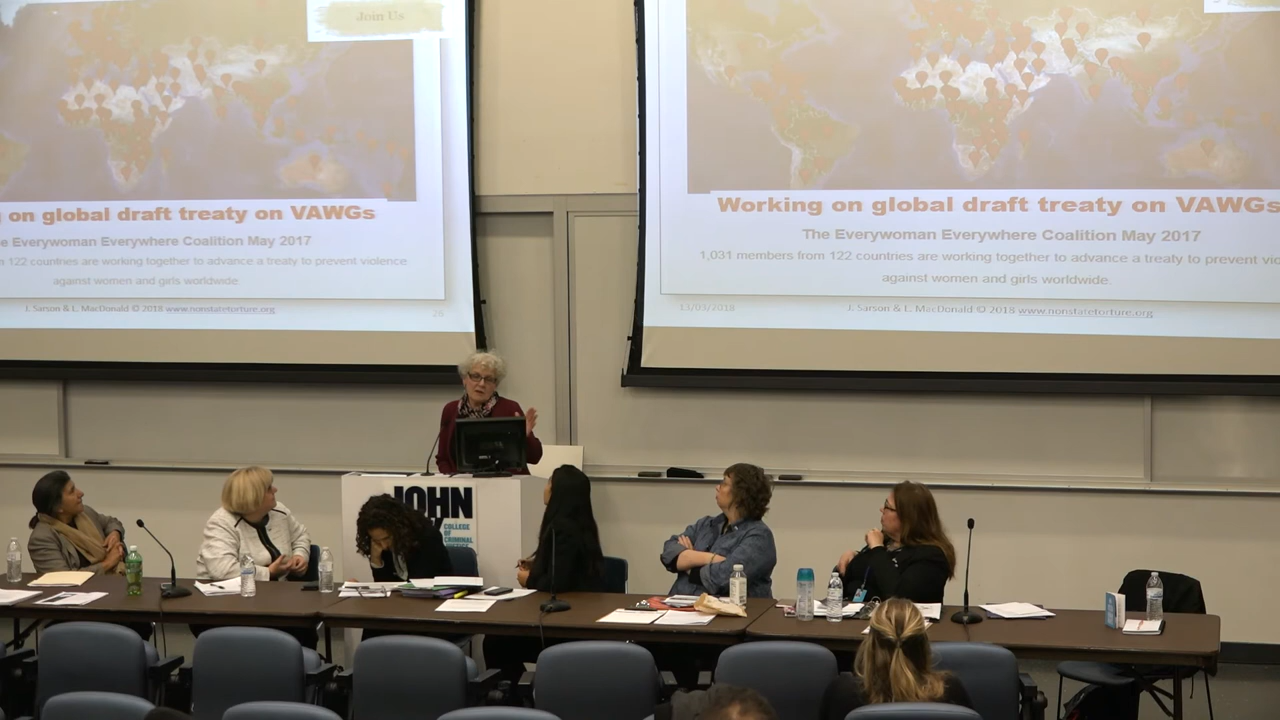 Join Us
on global draft treaty on VAWGs
e Everywoman Everywhere Coalition May 2017
122 countries are working together to advance a treaty to prevent violence
against women and girls worldwide.
J. Sarson & L. MacDonald © 2018 www.nonstatetorture.org
26
Working on global draft treaty on VAWGs
The Everywoman Everywhere Coalition May 2017
1,031 members from 122 countries are working together to advance a treaty to prevent vio
against women and girls worldwide.
13/03/2018
J. Sarson & L. MacDonald © 2018 www.nonstatetorture.org
JOHN
COLLEGE
OF
CRIMINAL